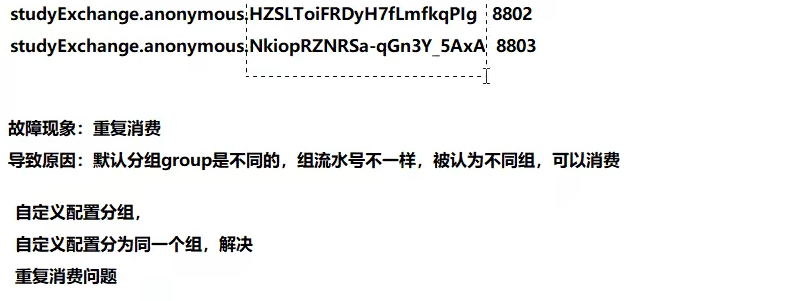 studyExchange.anonymous.HZSLToiFRDyH7fLmfkqPIg 8802
studyExchange.anonymous.NkiopRZNRSa-qGn3Y_5AxA 8803
故障现象：重复消费
导致原因：默认分组group是不同的，组流水号不一样，被认为不同组，可以消费
自定义配置分组，
自定义配置分为同一个组，解决
重复消费问题